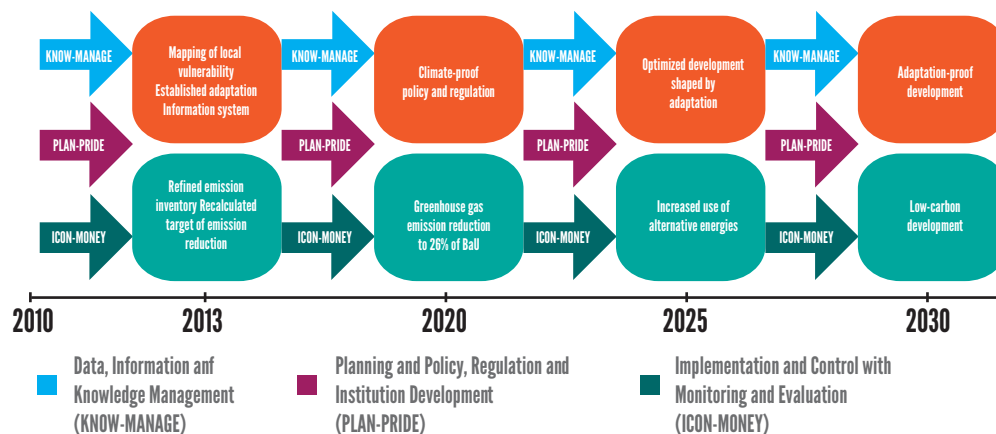 KNOW-MANAGE
Mapping of local
vulnerability
Established adaptation
Information system
KNOW-MANAGE
Climate-proof
policy and regulation
KNOW-MANAGE
Optimized development
shaped by
adaptation
KNOW-MANAGE
Adaptation-proof
development
PLAN-PRIDE
PLAN-PRIDE
PLAN-PRIDE
PLAN-PRIDE
ICON-MONEY
Refined emission
inventory Recalculated
target of emission
reduction
ICON-MONEY
Greenhouse gas
emission reduction
to 26% of BaU
ICON-MONEY
Increased use of
alternative energies
ICON-MONEY
Low-carbon
development
2010
2013
2020
2025
2030
Data, Information anf
Knowledge Management
(KNOW-MANAGE)
Planning and Policy, Regulation and
Institution Development
(PLAN-PRIDE)
Implementation and Control with
Monitoring and Evaluation
(ICON-MONEY)